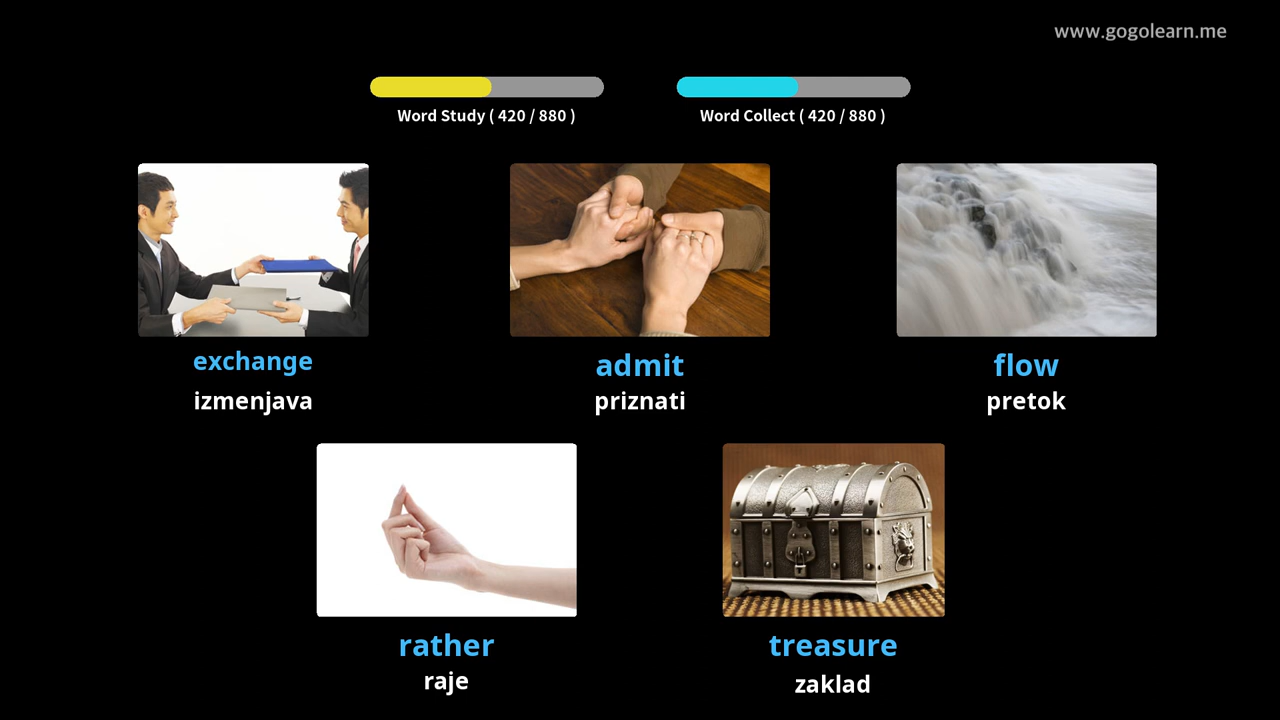 www.gogolearn.me
Word Study ( 420 / 880 )
Word Collect ( 420 / 880 )
exchange
izmenjava
admit
priznati
flow
pretok
rather
raje
treasure
zaklad